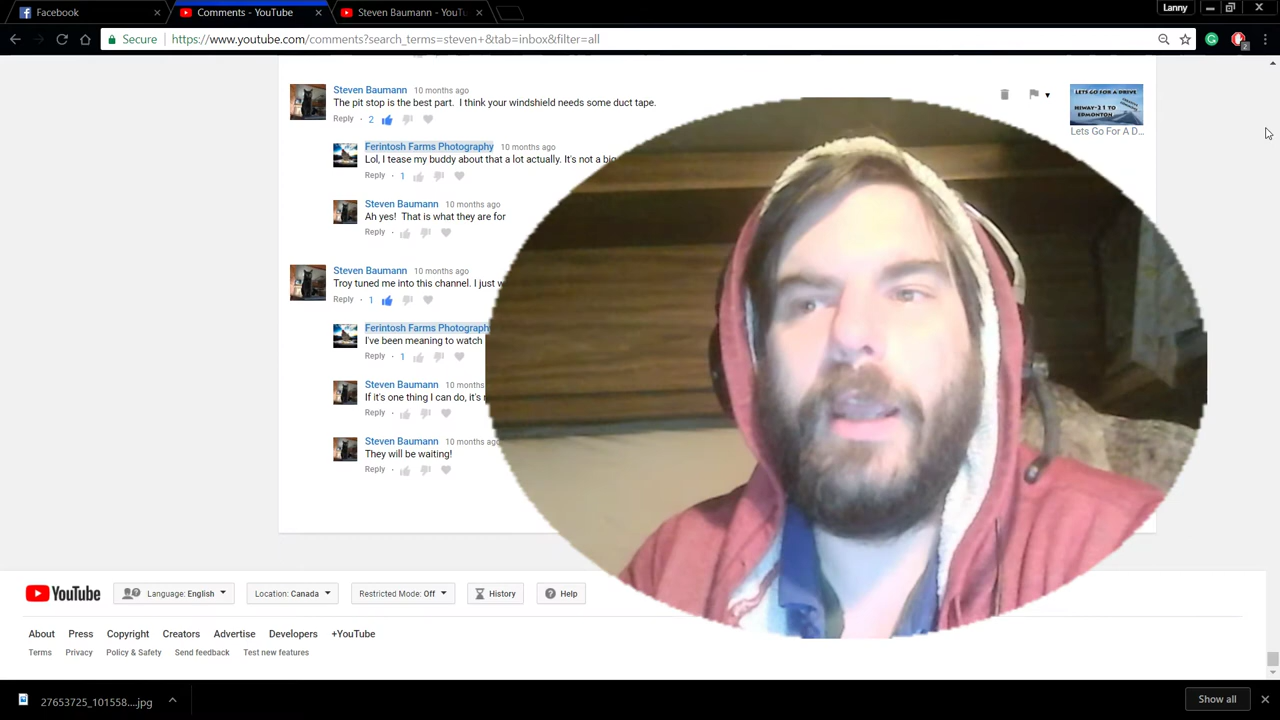 Facebook
Comments - YouTube
Steven Baumann - YouTu
Lanny
Secure
https://www.youtube.com/comments?search_terms=steven+&tab=inbox&filter=all
2
Steven Baumann 10 months ago
The pit stop is the best part. I think your windshield needs some duct tape.
Reply · 2
LETS GO FOR A DRIVE
HIWAY-21 TO
EDMONTON
Lets Go For A D...
Ferintosh Farms Photography 10 months ago
Lol, I tease my buddy about that a lot actually. It's not a big
Reply · 1
Steven Baumann 10 months ago
Ah yes! That is what they are for
Reply ·
Steven Baumann 10 months ago
Troy tuned me into this channel. I just w
Reply · 1
Ferintosh Farms Photograph
I've been meaning to watch
Reply · 1
Steven Baumann 10 months
If it's one thing I can do, it's
Reply ·
Steven Baumann 10 months ago
They will be waiting!
Reply ·
YouTube
Language: English
Location: Canada
Restricted Mode: Off
History
Help
About Press Copyright Creators Advertise Developers +YouTube
Terms Privacy Policy & Safety Send feedback Test new features
27653725_101558....jpg
Show all